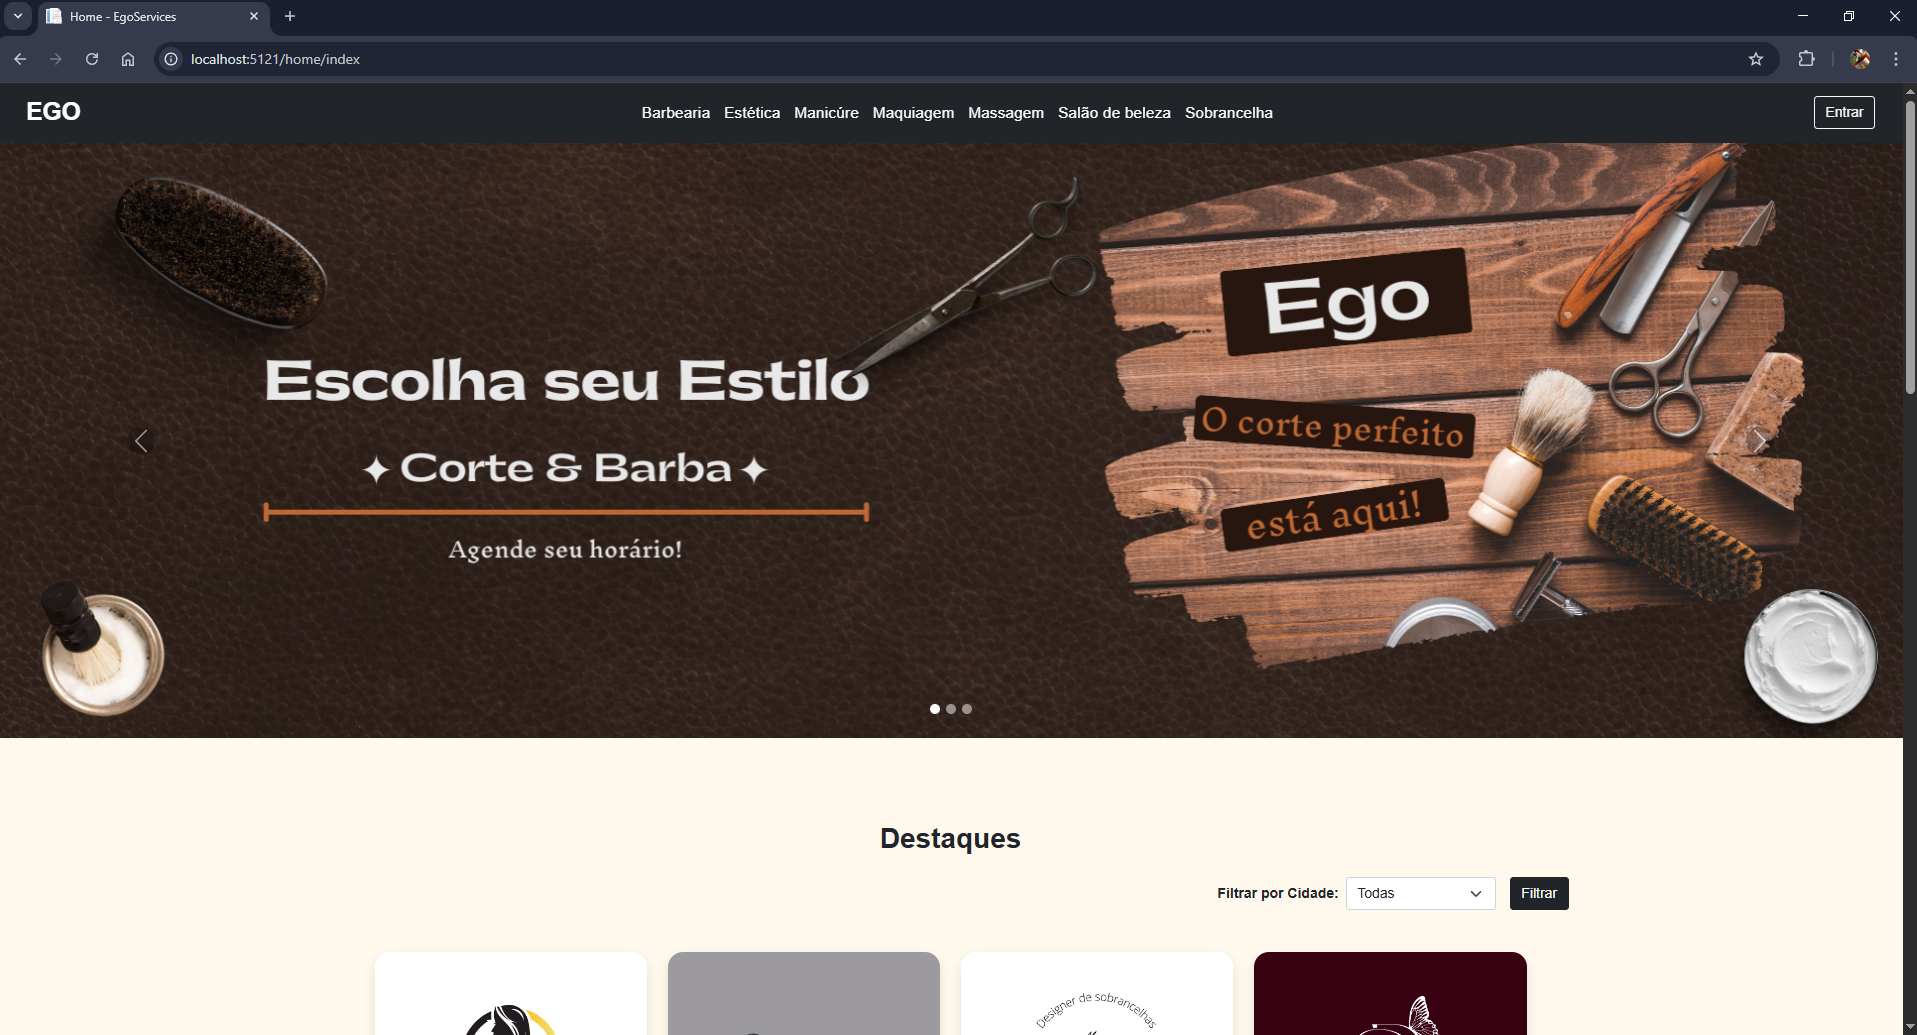 Home - EgoServices
localhost:5121/home/index
EGO
Barbearia Estética Manicúre Maquiagem Massagem Salão de beleza Sobrancelha
Entrar
Escolha seu Estilo
Corte & Barba
Agende seu horário!
Ego
O corte perfeito
está aqui!
Destaques
Filtrar por Cidade: Todas Filtrar
Designer de sobrancelhas